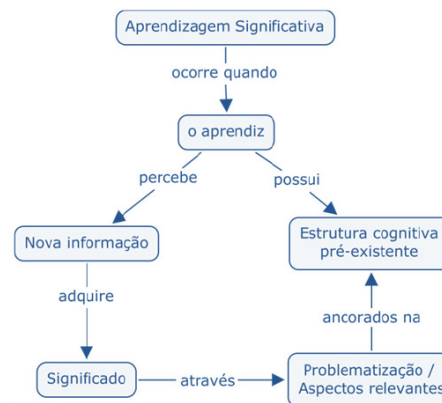 Aprendizagem Significativa
ocorre quando
o aprendiz
percebe
possui
Nova informação
Estrutura cognitiva
pré-existente
adquire
ancorados na
Significado
através
Problematização /
Aspectos relevantes